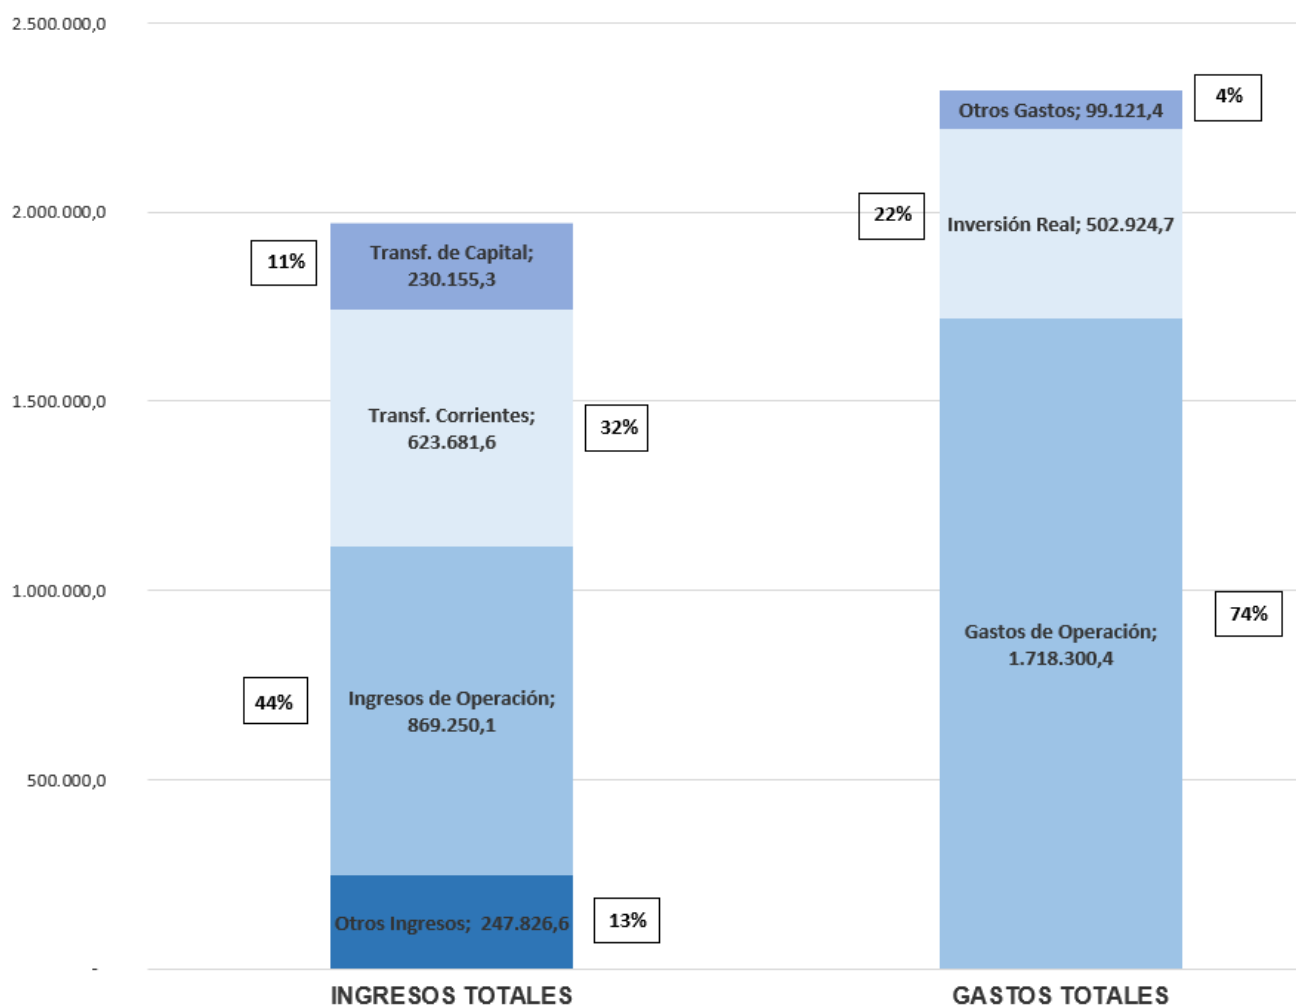 2.500.000,0
Otros Gastos; 99.121,4
4%
2.000.000,0
22%
Inversión Real; 502.924,7
11%
Transf. de Capital;
230.155,3
1.500.000,0
Transf. Corrientes;
623.681,6
32%
1.000.000,0
Gastos de Operación;
1.718.300,4
74%
44%
Ingresos de Operación;
869.250,1
500.000,0
Otros Ingresos; 247.826,6
13%
-
INGRESOS TOTALES
GASTOS TOTALES